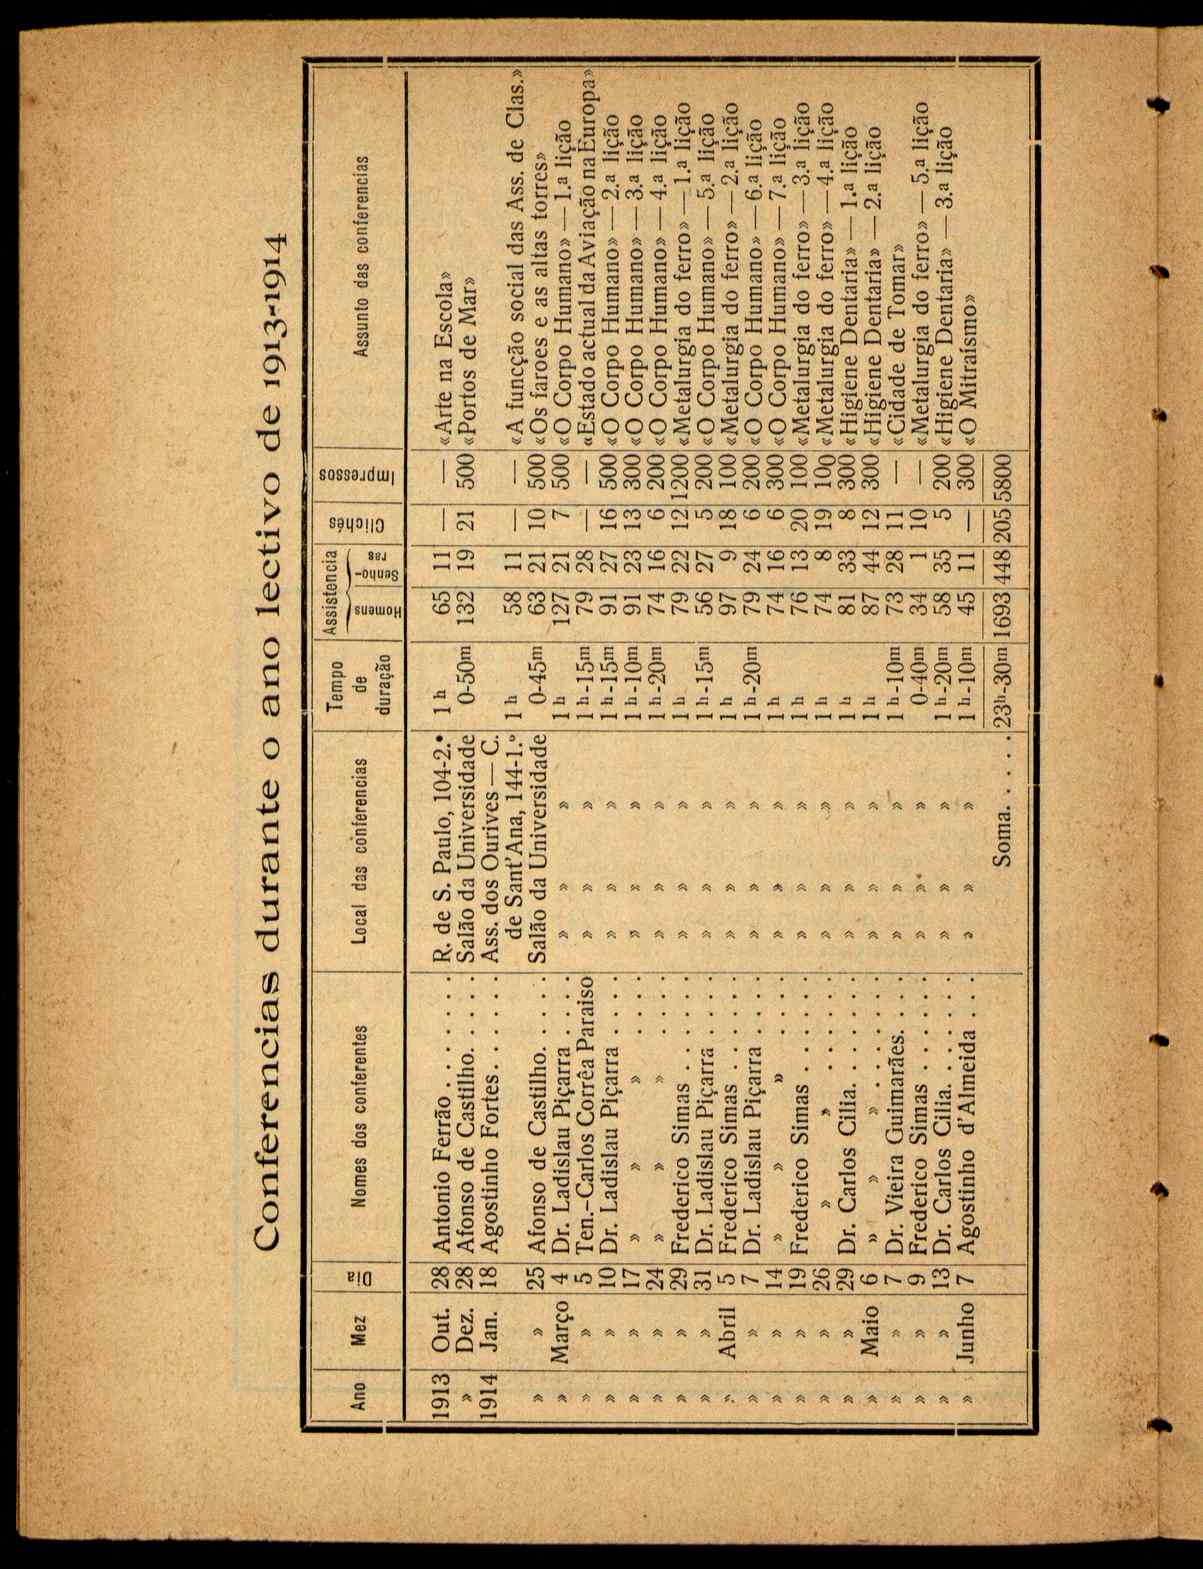 Conferencias durante o ano lectivo de 1913-1914
Ano Mez Dia Nomes dos conferentes Local das conferencias Tempo de duração Assistencia Homens Senho-ras Clichés Impressos Assunto das conferencias
1913 Out. 28 Antonio Ferrão . . . . . . R. de S. Paulo, 104-2.º 1 h 65 11 — — «Arte na Escola»
» Dez. 28 Afonso de Castilho. . . . . Salão da Universidade 0-50m 132 19 21 500 «Portos de Mar»
1914 Jan. 18 Agostinho Fortes . . . . . Ass. dos Ourives — C.
de Sant'Ana, 144-1.º 1 h 58 11 — — «A funcção social das Ass. de Clas.»
» » 25 Afonso de Castilho. . . . Salão da Universidade 0-45m 63 21 10 500 «Os faroes e as altas torres»
» Março 4 Dr. Ladislau Piçarra . . . . » » » 1 h 127 21 7 500 «O Corpo Humano» — 1.ª lição
» » 5 Ten.-Carlos Corrêa Paraiso » » » 1 h-15m 79 28 — — «Estado actual da Aviação na Europa»
» » 10 Dr. Ladislau Piçarra . . . . » » » 1 h-15m 91 27 16 500 «O Corpo Humano» — 2.ª lição
» » 17 » » » . . . . » » » 1 h-10m 91 23 13 300 «O Corpo Humano» — 3.ª lição
» » 24 » » » . . . . » » » 1 h-20m 74 16 6 200 «O Corpo Humano» — 4.ª lição
» » 29 Frederico Simas . . . . . . » » » 1 h 79 22 12 1200 «Metalurgia do ferro» — 1.ª lição
» » 31 Dr. Ladislau Piçarra . . . . » » » 1 h-15m 56 27 5 200 «O Corpo Humano» — 5.ª lição
» Abril 5 Frederico Simas . . . . . . » » » 1 h 97 9 18 100 «Metalurgia do ferro» — 2.ª lição
» » 7 Dr. Ladislau Piçarra . . . . » » » 1 h-20m 79 24 6 200 «O Corpo Humano» — 6.ª lição
» » 14 » » » . . . . » » » 1 h 74 16 6 300 «O Corpo Humano» — 7.ª lição
» » 19 Frederico Simas . . . . . . » » » 1 h 76 13 20 100 «Metalurgia do ferro» — 3.ª lição
» » 26 » » . . . . . . » » » 1 h 74 8 19 100 «Metalurgia do ferro» — 4.ª lição
» » 29 Dr. Carlos Cilia. . . . . . » » » 1 h 81 33 8 300 «Higiene Dentaria» — 1.ª lição
» Maio 6 » » » . . . . . » » » 1 h 87 44 12 300 «Higiene Dentaria» — 2.ª lição
» » 7 Dr. Vieira Guimarães. . . . » » » 1 h-10m 73 28 11 — «Cidade de Tomar»
» » 9 Frederico Simas . . . . . . » » » 0-40m 34 1 10 — «Metalurgia do ferro» — 5.ª lição
» » 13 Dr. Carlos Cilia. . . . . . » » » 1 h-20m 58 35 5 200 «Higiene Dentaria» — 3.ª lição
» Junho 7 Agostinho d'Almeida . . . » » » 1 h-10m 45 11 — 300 «O Mitraísmo»
Soma. . . . . 23h-30m 1693 448 205 5800